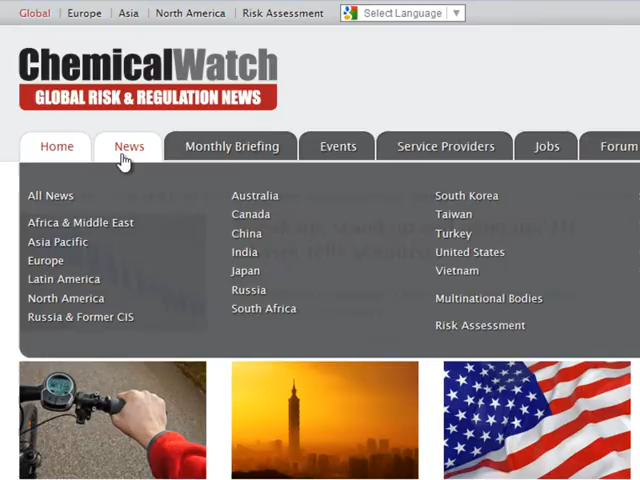 Global | Europe | Asia | North America | Risk Assessment
Select Language
ChemicalWatch
GLOBAL RISK & REGULATION NEWS
Home
News
Monthly Briefing
Events
Service Providers
Jobs
Forum
All News
Africa & Middle East
Asia Pacific
Europe
Latin America
North America
Russia & Former CIS
Australia
Canada
China
India
Japan
Russia
South Africa
South Korea
Taiwan
Turkey
United States
Vietnam
Multinational Bodies
Risk Assessment